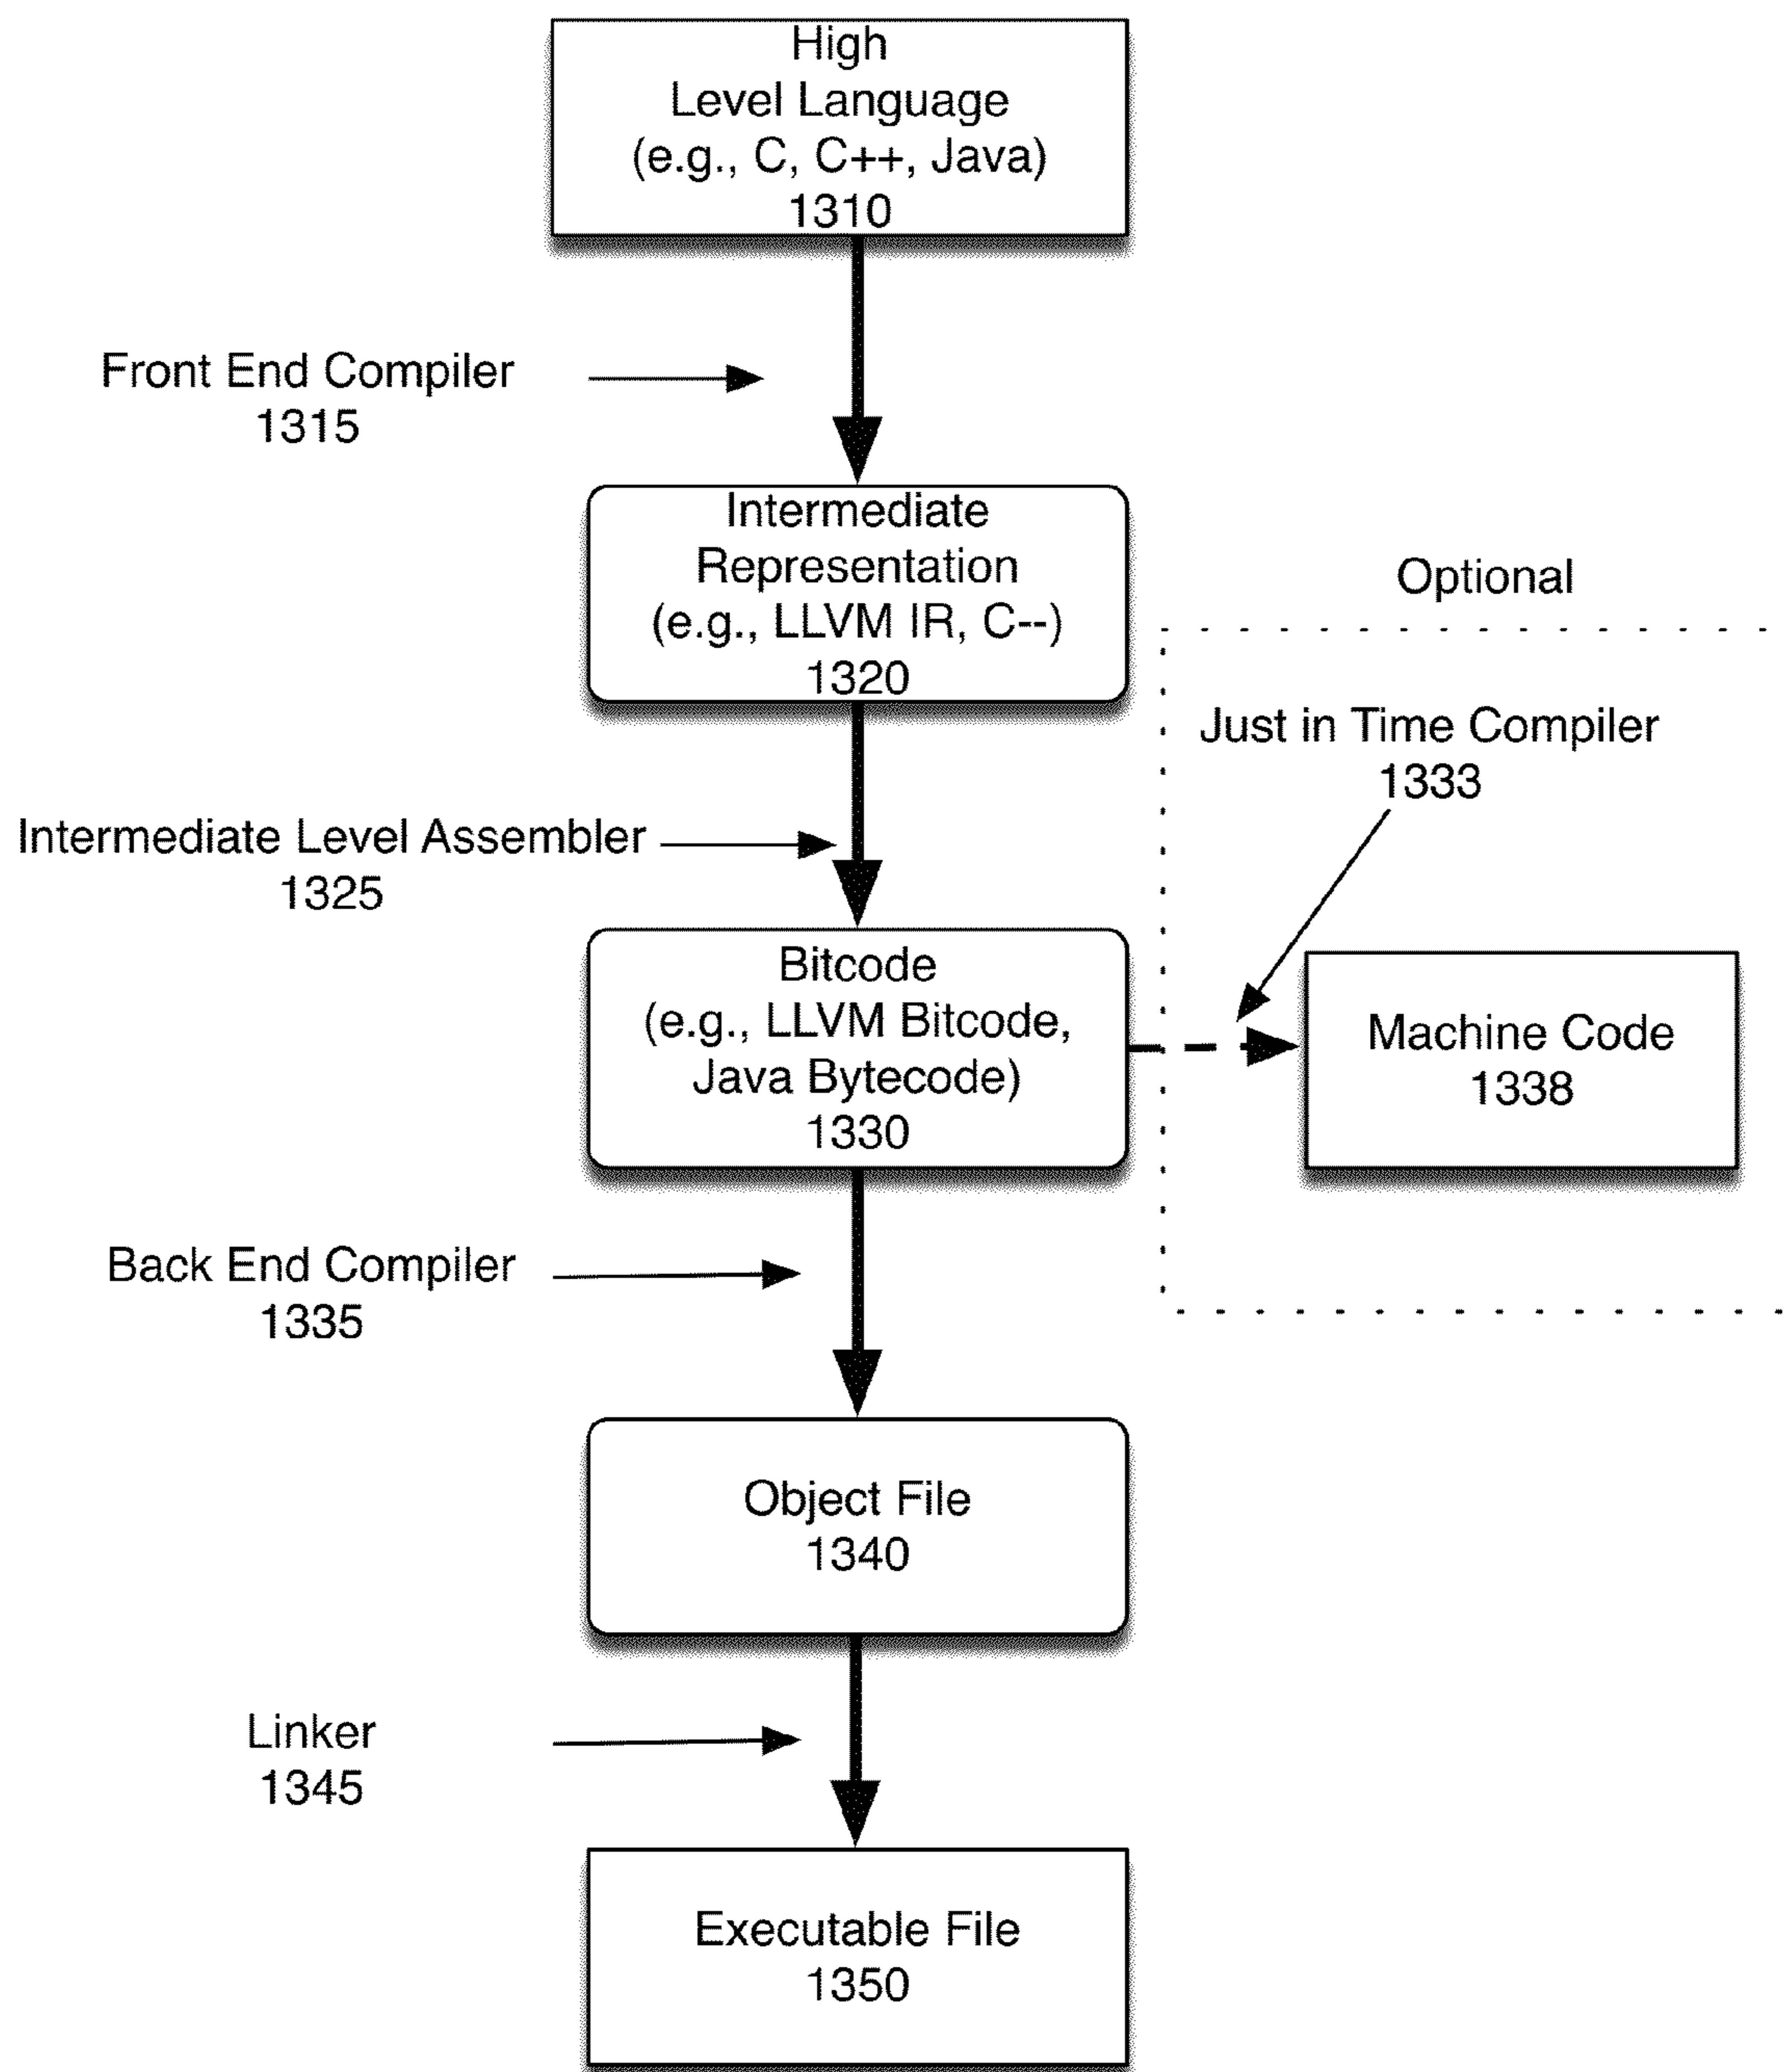 High
Level Language
(e.g., C, C++, Java)
1310
Front End Compiler
1315
Intermediate
Representation
(e.g., LLVM IR, C--)
1320
Optional
Just in Time Compiler
1333
Intermediate Level Assembler
1325
Bitcode
(e.g., LLVM Bitcode,
Java Bytecode)
1330
Machine Code
1338
Back End Compiler
1335
Object File
1340
Linker
1345
Executable File
1350